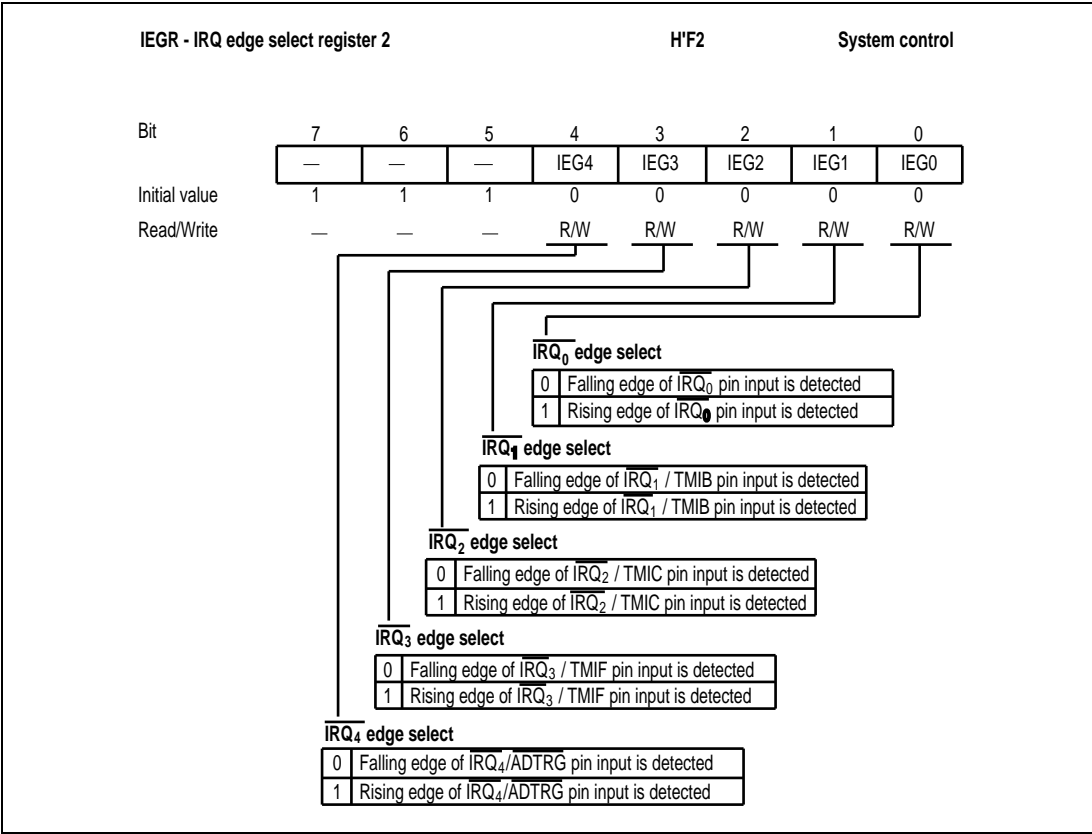 IEGR - IRQ edge select register 2 H'F2 System control
Bit 7 6 5 4 3 2 1 0
— — — IEG4 IEG3 IEG2 IEG1 IEG0
Initial value 1 1 1 0 0 0 0 0
Read/Write — — — R/W R/W R/W R/W R/W
IRQ0 edge select
0 Falling edge of IRQ0 pin input is detected
1 Rising edge of IRQ0 pin input is detected
IRQ1 edge select
0 Falling edge of IRQ1 / TMIB pin input is detected
1 Rising edge of IRQ1 / TMIB pin input is detected
IRQ2 edge select
0 Falling edge of IRQ2 / TMIC pin input is detected
1 Rising edge of IRQ2 / TMIC pin input is detected
IRQ3 edge select
0 Falling edge of IRQ3 / TMIF pin input is detected
1 Rising edge of IRQ3 / TMIF pin input is detected
IRQ4 edge select
0 Falling edge of IRQ4/ADTRG pin input is detected
1 Rising edge of IRQ4/ADTRG pin input is detected